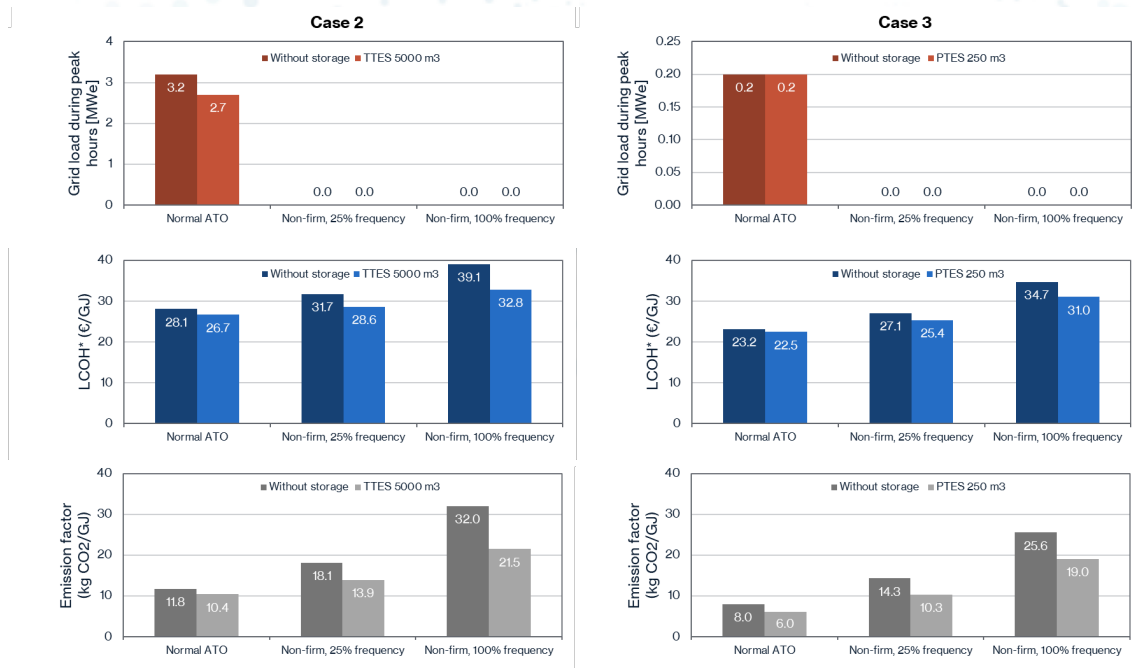 Case 2
Grid load during peak
hours [MWe]
4
3
2
1
0
Without storage TTES 5000 m3
3.2
2.7
0.0 0.0
0.0 0.0
Normal ATO Non-firm, 25% frequency Non-firm, 100% frequency
LCOH* (€/GJ)
40
30
20
10
0
Without storage TTES 5000 m3
28.1
26.7
31.7
28.6
39.1
32.8
Normal ATO Non-firm, 25% frequency Non-firm, 100% frequency
Emission factor
(kg CO2/GJ)
40
30
20
10
0
Without storage TTES 5000 m3
11.8
10.4
18.1
13.9
32.0
21.5
Normal ATO Non-firm, 25% frequency Non-firm, 100% frequency
Case 3
Grid load during peak
hours [MWe]
0.25
0.20
0.15
0.10
0.05
0.00
Without storage PTES 250 m3
0.2 0.2
0.0 0.0
0.0 0.0
Normal ATO Non-firm, 25% frequency Non-firm, 100% frequency
LCOH* (€/GJ)
40
30
20
10
0
Without storage PTES 250 m3
23.2
22.5
27.1
25.4
34.7
31.0
Normal ATO Non-firm, 25% frequency Non-firm, 100% frequency
Emission factor
(kg CO2/GJ)
40
30
20
10
0
Without storage PTES 250 m3
8.0
6.0
14.3
10.3
25.6
19.0
Normal ATO Non-firm, 25% frequency Non-firm, 100% frequency